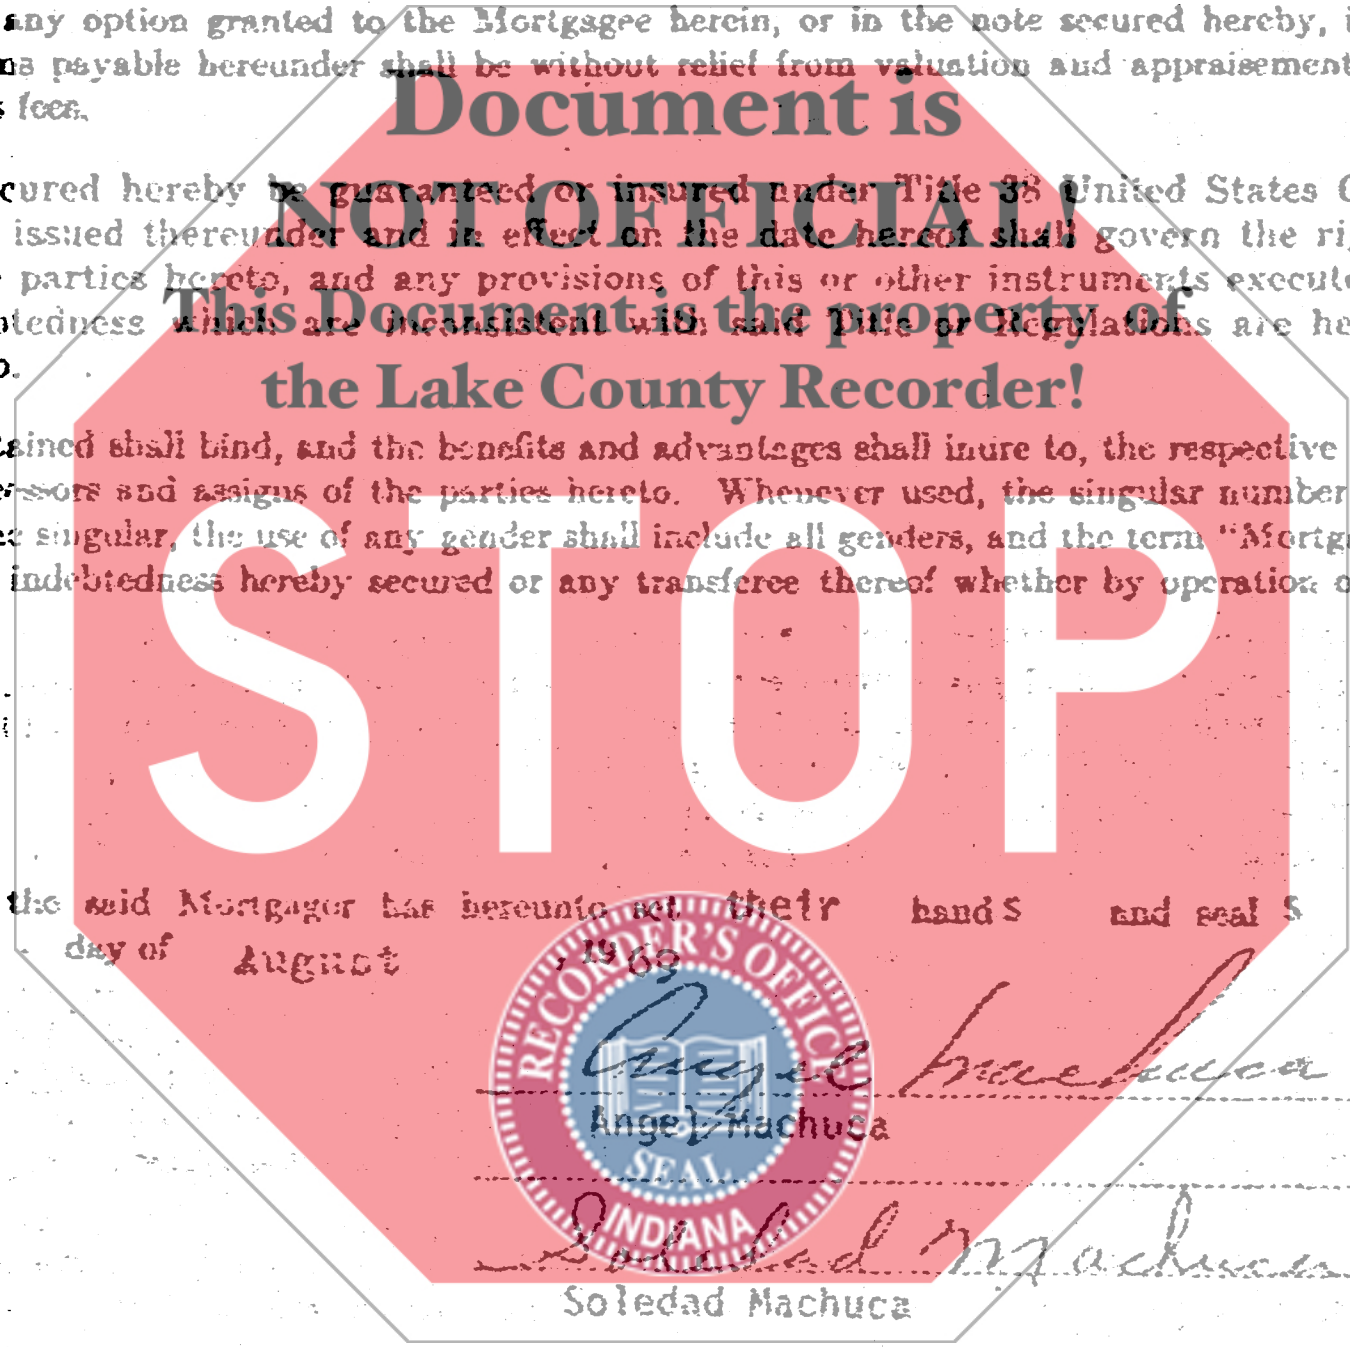 any option granted to the Mortgagee herein, or in the note secured hereby, i
payable hereunder shall be without relief from valuation and appraisement
fees.
Document is
cured hereby be guaranteed or insured under Title 38 United States C
NOT OFFICIAL!
issued thereunder and in effect on the date hereof shall govern the ri
parties hereto, and any provisions of this or other instruments execute
This Document is the property of
tedness which are inconsistent with said Title or Regulations are he
o.
the Lake County Recorder!
tained shall bind, and the benefits and advantages shall inure to, the respective
essors and assigns of the parties hereto. Whenever used, the singular number
singular, the use of any gender shall include all genders, and the term "Mortga
indebtedness hereby secured or any transferee thereof whether by operation o
STOP
the said Mortgagor has hereunto set their hand s and seal s
day of August , 1963
RECORDER'S OFFICE
Angel Machuca
Angel Machuca
SEAL
INDIANA
Soledad Machuca
Soledad Machuca